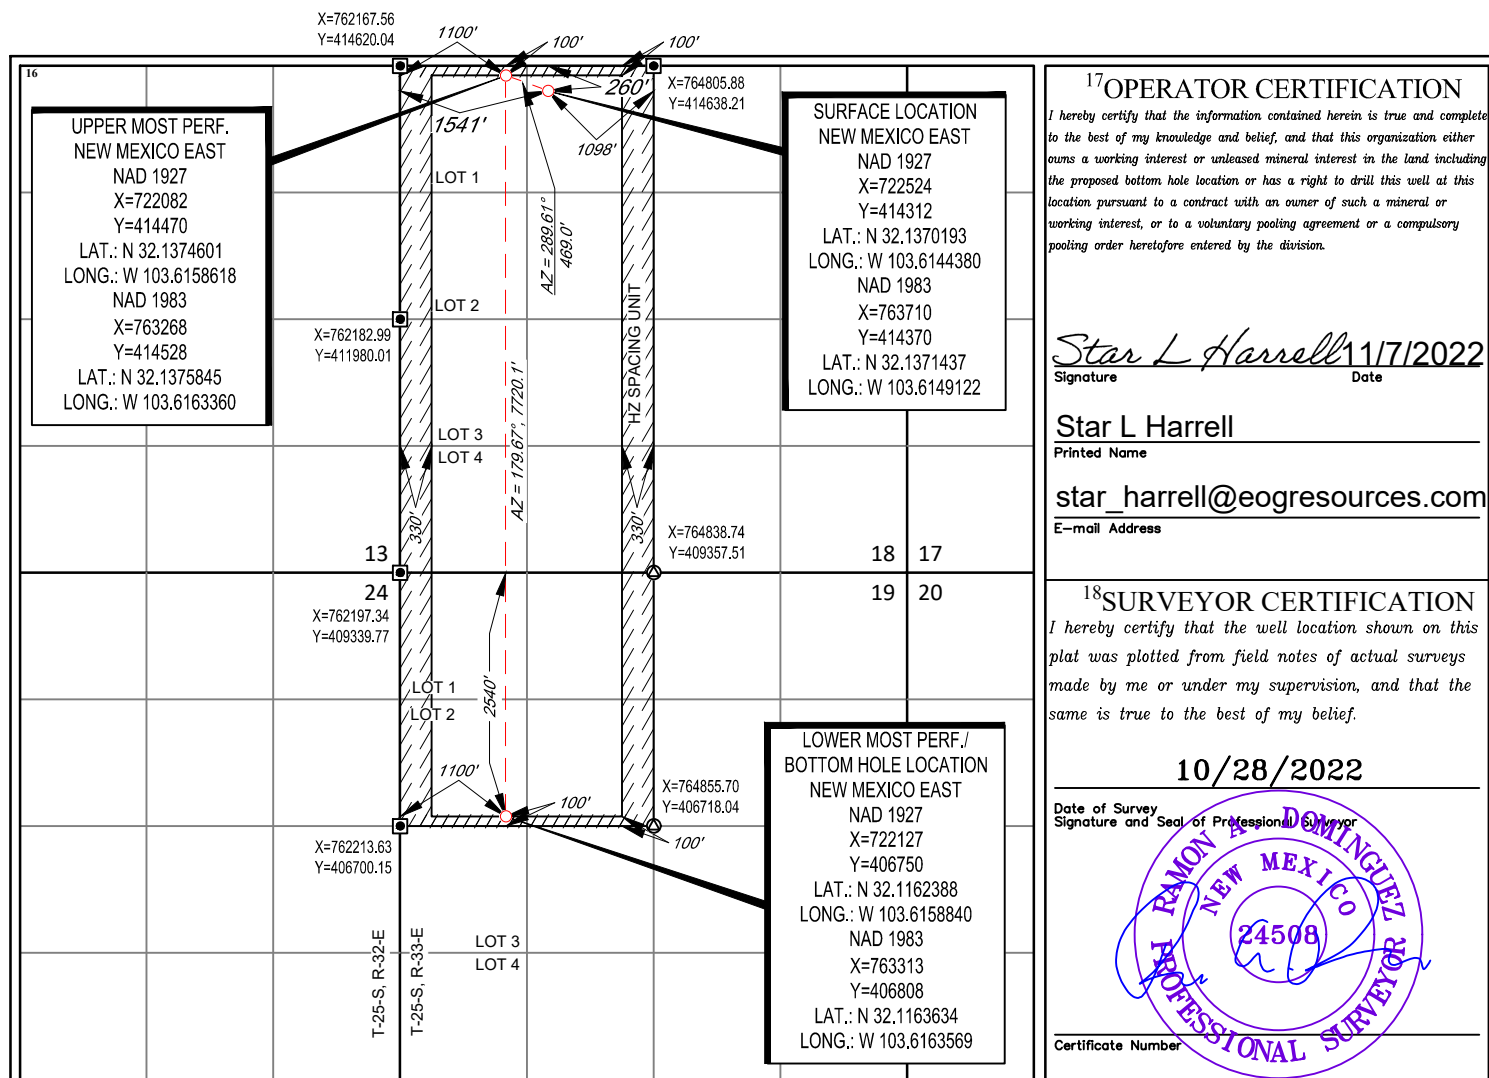 16
X=762167.56
Y=414620.04
1100'
100'
100'
X=764805.88
Y=414638.21
260'
1541'
1098'
UPPER MOST PERF.
NEW MEXICO EAST
NAD 1927
X=722082
Y=414470
LAT.: N 32.1374601
LONG.: W 103.6158618
NAD 1983
X=763268
Y=414528
LAT.: N 32.1375845
LONG.: W 103.6163360
SURFACE LOCATION
NEW MEXICO EAST
NAD 1927
X=722524
Y=414312
LAT.: N 32.1370193
LONG.: W 103.6144380
NAD 1983
X=763710
Y=414370
LAT.: N 32.1371437
LONG.: W 103.6149122
LOT 1
AZ = 289.61°
469.0'
LOT 2
HZ SPACING UNIT
X=762182.99
Y=411980.01
AZ = 179.67°, 7720.1'
LOT 3
LOT 4
330'
330'
X=764838.74
Y=409357.51
13
18 17
24
19 20
X=762197.34
Y=409339.77
LOT 1
LOT 2
2540'
1100'
100'
X=764855.70
Y=406718.04
100'
X=762213.63
Y=406700.15
LOWER MOST PERF./
BOTTOM HOLE LOCATION
NEW MEXICO EAST
NAD 1927
X=722127
Y=406750
LAT.: N 32.1162388
LONG.: W 103.6158840
NAD 1983
X=763313
Y=406808
LAT.: N 32.1163634
LONG.: W 103.6163569
LOT 3
LOT 4
T-25-S, R-32-E
T-25-S, R-33-E
17OPERATOR CERTIFICATION
I hereby certify that the information contained herein is true and complete
to the best of my knowledge and belief, and that this organization either
owns a working interest or unleased mineral interest in the land including
the proposed bottom hole location or has a right to drill this well at this
location pursuant to a contract with an owner of such a mineral or
working interest, or to a voluntary pooling agreement or a compulsory
pooling order heretofore entered by the division.
Star L Harrell 11/7/2022
Signature Date
Star L Harrell
Printed Name
star_harrell@eogresources.com
E-mail Address
18SURVEYOR CERTIFICATION
I hereby certify that the well location shown on this
plat was plotted from field notes of actual surveys
made by me or under my supervision, and that the
same is true to the best of my belief.
10/28/2022
Date of Survey
Signature and Seal of Professional Surveyor
RAMON A. DOMINGUEZ
NEW MEXICO
24508
PROFESSIONAL SURVEYOR
Certificate Number